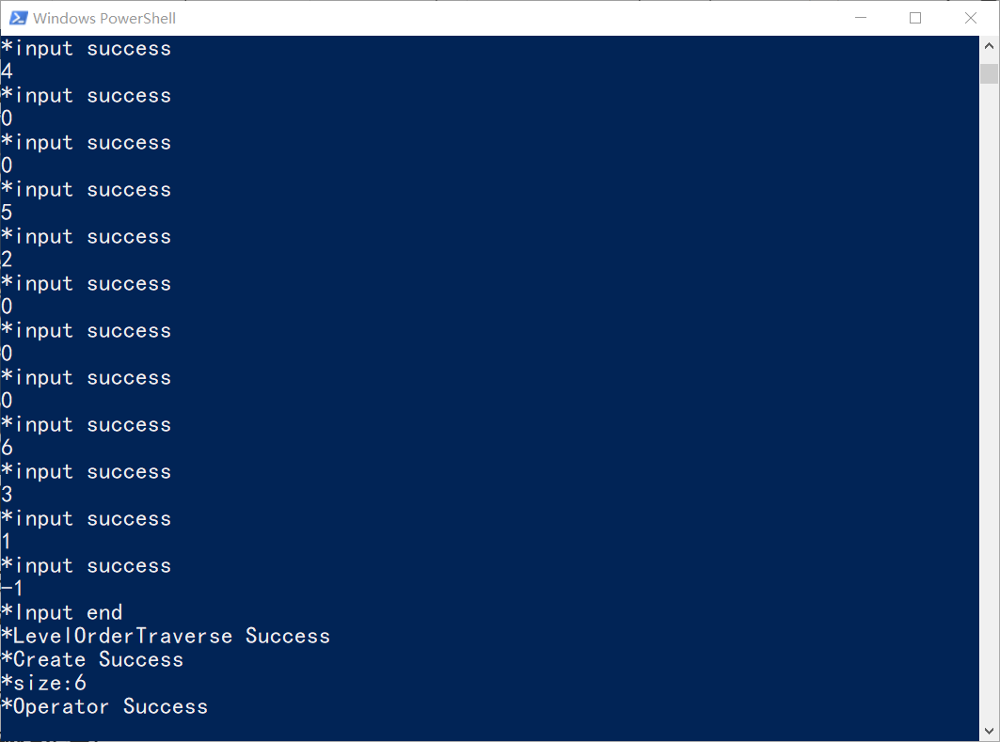 Windows PowerShell
*input success
4
*input success
0
*input success
0
*input success
5
*input success
2
*input success
0
*input success
0
*input success
0
*input success
6
*input success
3
*input success
1
*input success
-1
*Input end
*LevelOrderTraverse Success
*Create Success
*size:6
*Operator Success